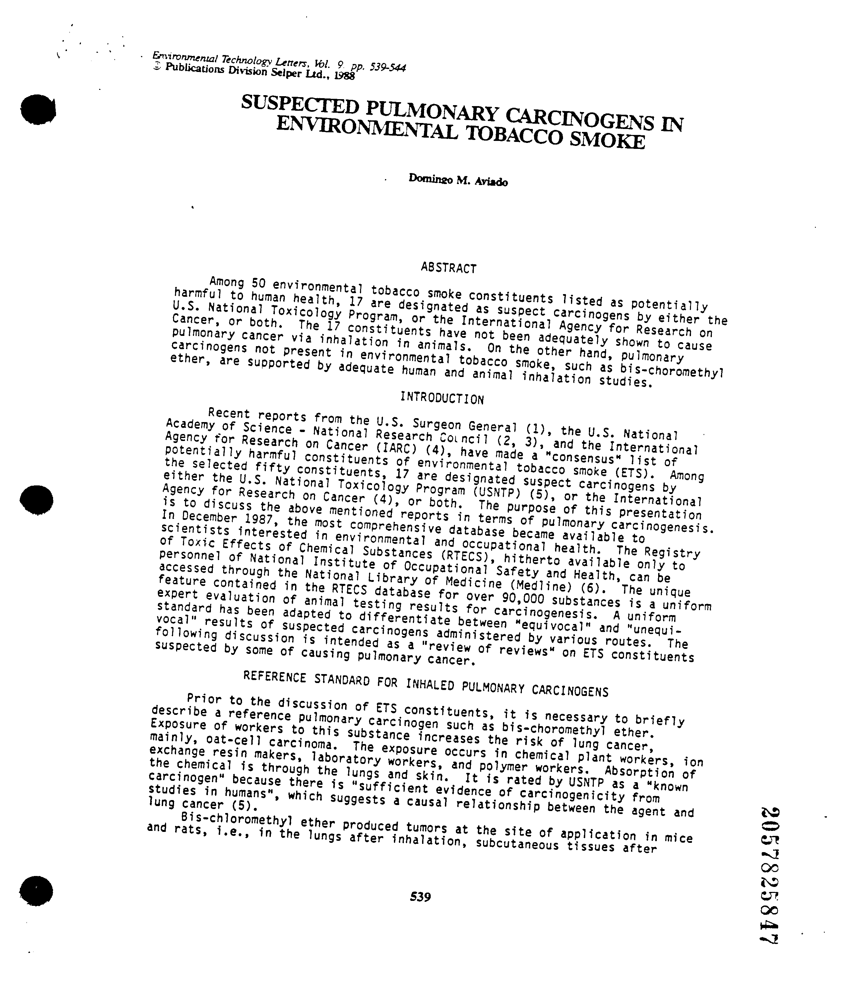 Environmental Technology Letters, Vol. 9. pp. 539-544
© Publications Division Selper Ltd., 1988
SUSPECTED PULMONARY CARCINOGENS IN
ENVIRONMENTAL TOBACCO SMOKE
Domingo M. Aviado
ABSTRACT
Among 50 environmental tobacco smoke constituents listed as potentially
harmful to human health, 17 are designated as suspect carcinogens by either the
U.S. National Toxicology Program, or the International Agency for Research on
Cancer, or both. The 17 constituents have not been adequately shown to cause
pulmonary cancer via inhalation in animals. On the other hand, pulmonary
carcinogens not present in environmental tobacco smoke, such as bis-choromethyl
ether, are supported by adequate human and animal inhalation studies.
INTRODUCTION
Recent reports from the U.S. Surgeon General (1), the U.S. National
Academy of Science - National Research Council (2, 3), and the International
Agency for Research on Cancer (IARC) (4), have made a "consensus" list of
potentially harmful constituents of environmental tobacco smoke (ETS). Among
the selected fifty constituents, 17 are designated suspect carcinogens by
either the U.S. National Toxicology Program (USNTP) (5), or the International
Agency for Research on Cancer (4), or both. The purpose of this presentation
is to discuss the above mentioned reports in terms of pulmonary carcinogenesis.
In December 1987, the most comprehensive database became available to
scientists interested in environmental and occupational health. The Registry
of Toxic Effects of Chemical Substances (RTECS), hitherto available only to
personnel of National Institute of Occupational Safety and Health, can be
accessed through the National Library of Medicine (Medline) (6). The unique
feature contained in the RTECS database for over 90,000 substances is a uniform
expert evaluation of animal testing results for carcinogenesis. A uniform
standard has been adapted to differentiate between "equivocal" and "unequi-
vocal" results of suspected carcinogens administered by various routes. The
following discussion is intended as a "review of reviews" on ETS constituents
suspected by some of causing pulmonary cancer.
REFERENCE STANDARD FOR INHALED PULMONARY CARCINOGENS
Prior to the discussion of ETS constituents, it is necessary to briefly
describe a reference pulmonary carcinogen such as bis-choromethyl ether.
Exposure of workers to this substance increases the risk of lung cancer,
mainly, oat-cell carcinoma. The exposure occurs in chemical plant workers, ion
exchange resin makers, laboratory workers, and polymer workers. Absorption of
the chemical is through the lungs and skin. It is rated by USNTP as a "known
carcinogen" because there is "sufficient evidence of carcinogenicity from
studies in humans", which suggests a causal relationship between the agent and
lung cancer (5).
Bis-chloromethyl ether produced tumors at the site of application in mice
and rats, i.e., in the lungs after inhalation, subcutaneous tissues after
539
2057825847